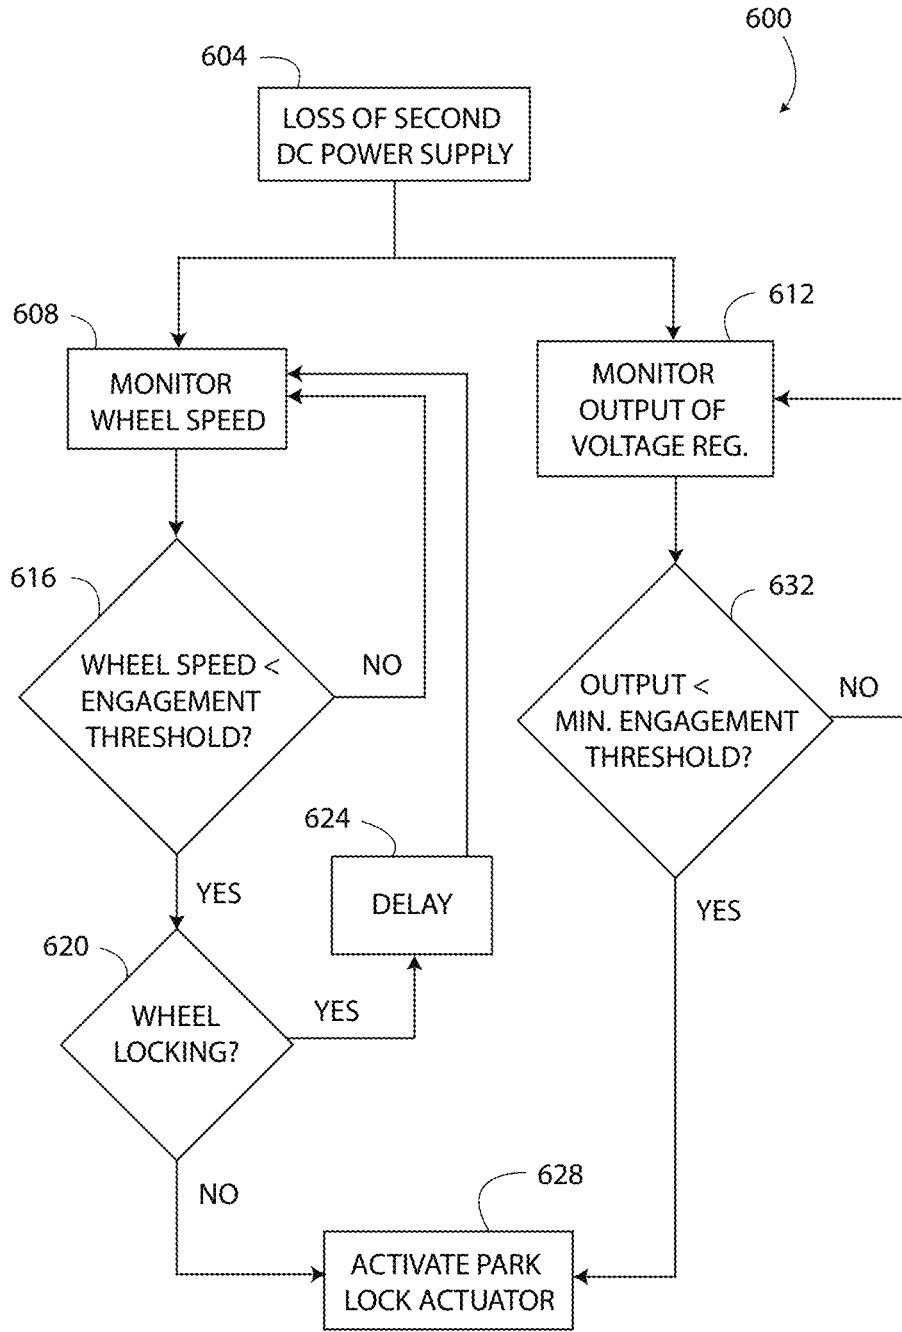 600
604
LOSS OF SECOND
DC POWER SUPPLY
608
MONITOR
WHEEL SPEED
612
MONITOR
OUTPUT OF
VOLTAGE REG.
616
WHEEL SPEED <
ENGAGEMENT
THRESHOLD?
NO
YES
632
OUTPUT <
MIN. ENGAGEMENT
THRESHOLD?
NO
YES
624
DELAY
620
WHEEL
LOCKING?
YES
NO
628
ACTIVATE PARK
LOCK ACTUATOR